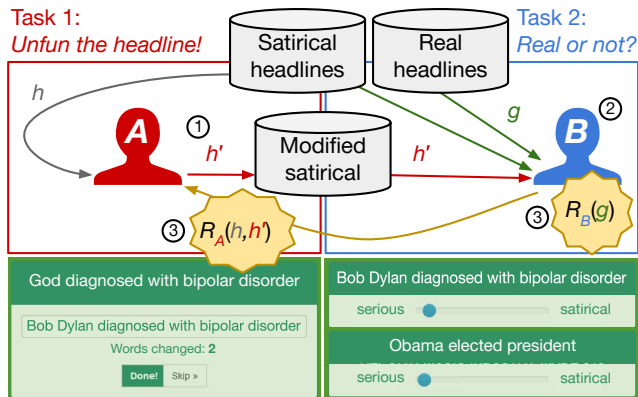 Task 1:
Unfun the headline!
Satirical
headlines
Real
headlines
Task 2:
Real or not?
h
A
1
h'
Modified
satirical
h'
g
B
2
3
R_A(h,h')
3
R_B(g)
God diagnosed with bipolar disorder
Bob Dylan diagnosed with bipolar disorder
Words changed: 2
Done! Skip »
Bob Dylan diagnosed with bipolar disorder
serious satirical
Obama elected president
serious satirical